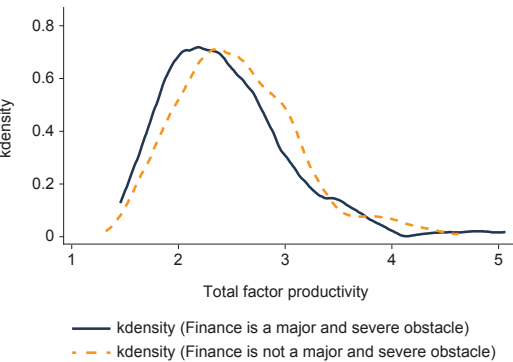 0.8
0.6
0.4
0.2
0
kdensity
1 2 3 4 5
Total factor productivity
kdensity (Finance is a major and severe obstacle)
kdensity (Finance is not a major and severe obstacle)